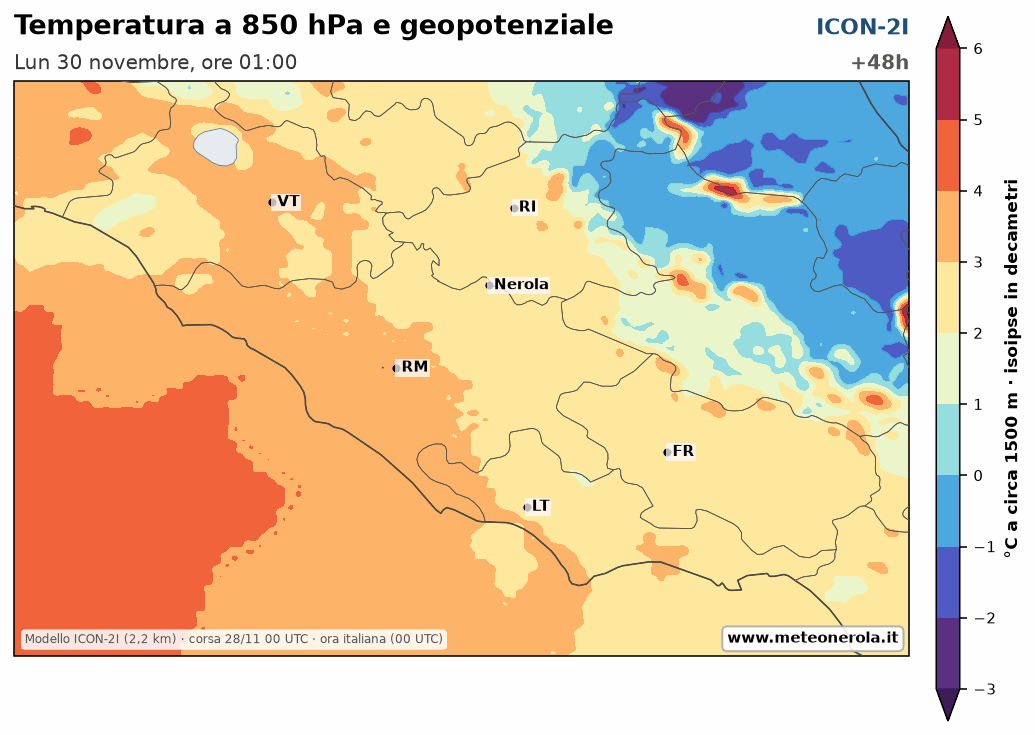 Temperatura a 850 hPa e geopotenziale
ICON-2I
Lun 30 novembre, ore 01:00
+48h
VT
RI
Nerola
RM
FR
LT
Modello ICON-2I (2,2 km) · corsa 28/11 00 UTC · ora italiana (00 UTC)
www.meteonerola.it
6
5
4
3
2
1
0
−1
−2
−3
°C a circa 1500 m · isoipse in decametri